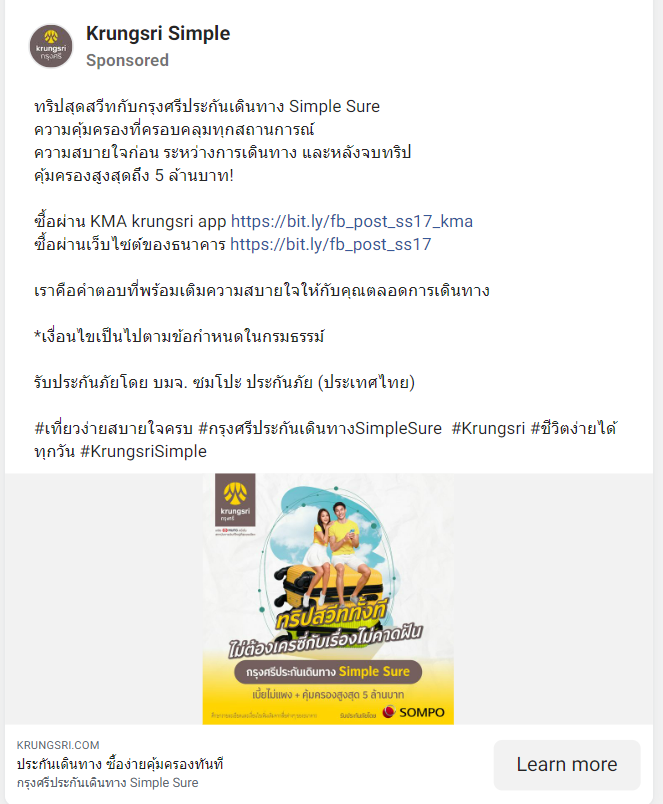 Krungsri Simple
Sponsored
ทริปสุดสวีทกับกรุงศรีประกันเดินทาง Simple Sure
ความคุ้มครองที่ครอบคลุมทุกสถานการณ์
ความสบายใจก่อน ระหว่างการเดินทาง และหลังจบทริป
คุ้มครองสูงสุดถึง 5 ล้านบาท!
ซื้อผ่าน KMA krungsri app https://bit.ly/fb_post_ss17_kma
ซื้อผ่านเว็บไซต์ของธนาคาร https://bit.ly/fb_post_ss17
เราคือคำตอบที่พร้อมเติมความสบายใจให้กับคุณตลอดการเดินทาง
*เงื่อนไขเป็นไปตามข้อกำหนดในกรมธรรม์
รับประกันภัยโดย บมจ. ซมโปะ ประกันภัย (ประเทศไทย)
#เที่ยวง่ายสบายใจครบ #กรุงศรีประกันเดินทางSimpleSure #Krungsri #ชีวิตง่ายได้
ทุกวัน #KrungsriSimple
krungsri
กรุงศรี
krungsri
กรุงศรี
ทริปสวีททั้งที
ไม่ต้องเครซี่กับเรื่องไม่คาดฝัน
กรุงศรีประกันเดินทาง Simple Sure
เบี้ยไม่แพง + คุ้มครองสูงสุด 5 ล้านบาท
รับประกันภัยโดย SOMPO
KRUNGSRI.COM
ประกันเดินทาง ซื้อง่ายคุ้มครองทันที
กรุงศรีประกันเดินทาง Simple Sure
Learn more